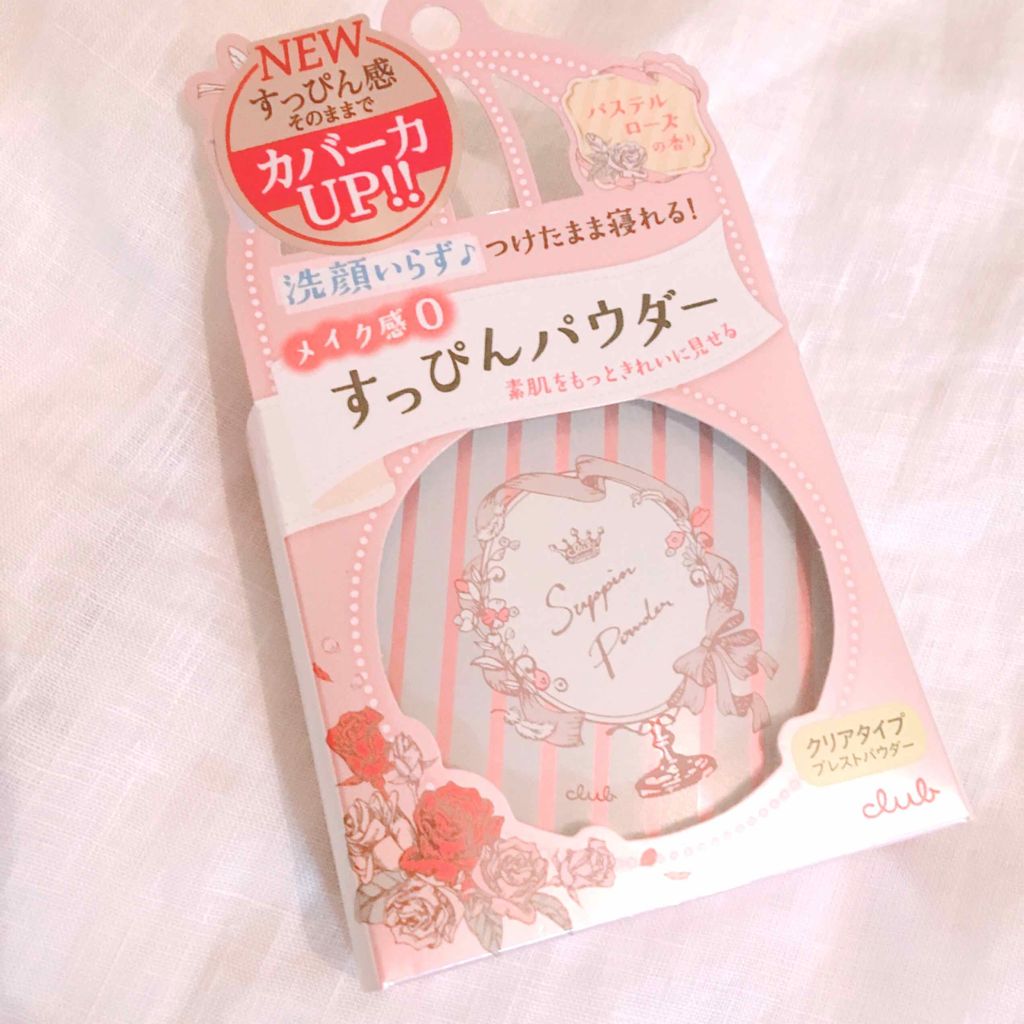 NEW
すっぴん感
そのままで
カバー力
UP!!
パステル
ローズ
の香り
洗顔いらず♪
つけたまま寝れる!
メイク感0
すっぴんパウダー
素肌をもっときれいに見せる
Suppin
Powder
club
クリアタイプ
プレストパウダー
club